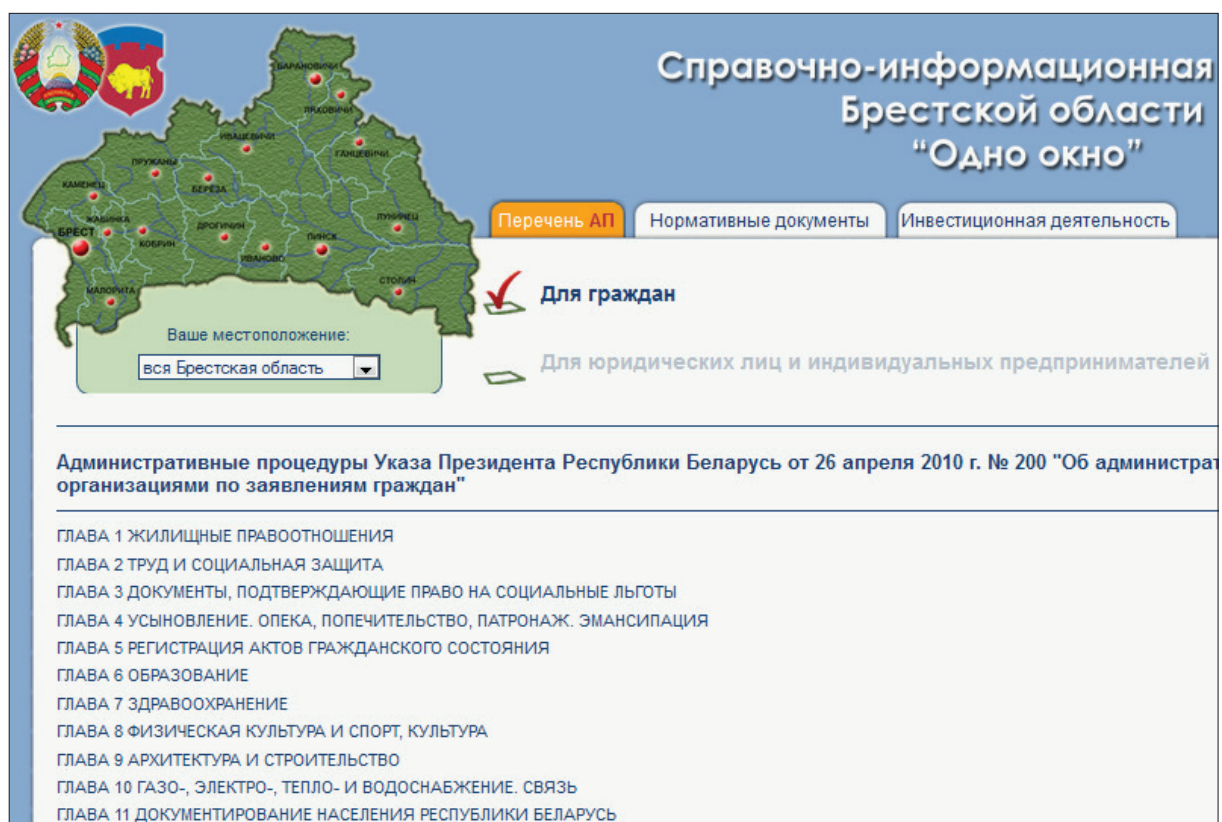 Справочно-информационная
Брестской области
"Одно окно"
БАРАНОВИЧИ
ЛЯХОВИЧИ
ИВАЦЕВИЧИ
ГАНЦЕВИЧИ
ПРУЖАНЫ
КАМЕНЕЦ
БЕРЁЗА
ЖАБИНКА
БРЕСТ
КОБРИН
ДРОГИЧИН
ИВАНОВО
ПИНСК
ЛУНИНЕЦ
СТОЛИН
МАЛОРИТА
Перечень АП
Нормативные документы
Инвестиционная деятельность
Для граждан
Ваше местоположение:
вся Брестская область
Для юридических лиц и индивидуальных предпринимателей
Административные процедуры Указа Президента Республики Беларусь от 26 апреля 2010 г. № 200 "Об администрат
организациями по заявлениям граждан"
ГЛАВА 1 ЖИЛИЩНЫЕ ПРАВООТНОШЕНИЯ
ГЛАВА 2 ТРУД И СОЦИАЛЬНАЯ ЗАЩИТА
ГЛАВА 3 ДОКУМЕНТЫ, ПОДТВЕРЖДАЮЩИЕ ПРАВО НА СОЦИАЛЬНЫЕ ЛЬГОТЫ
ГЛАВА 4 УСЫНОВЛЕНИЕ. ОПЕКА, ПОПЕЧИТЕЛЬСТВО, ПАТРОНАЖ. ЭМАНСИПАЦИЯ
ГЛАВА 5 РЕГИСТРАЦИЯ АКТОВ ГРАЖДАНСКОГО СОСТОЯНИЯ
ГЛАВА 6 ОБРАЗОВАНИЕ
ГЛАВА 7 ЗДРАВООХРАНЕНИЕ
ГЛАВА 8 ФИЗИЧЕСКАЯ КУЛЬТУРА И СПОРТ, КУЛЬТУРА
ГЛАВА 9 АРХИТЕКТУРА И СТРОИТЕЛЬСТВО
ГЛАВА 10 ГАЗО-, ЭЛЕКТРО-, ТЕПЛО- И ВОДОСНАБЖЕНИЕ. СВЯЗЬ
ГЛАВА 11 ДОКУМЕНТИРОВАНИЕ НАСЕЛЕНИЯ РЕСПУБЛИКИ БЕЛАРУСЬ